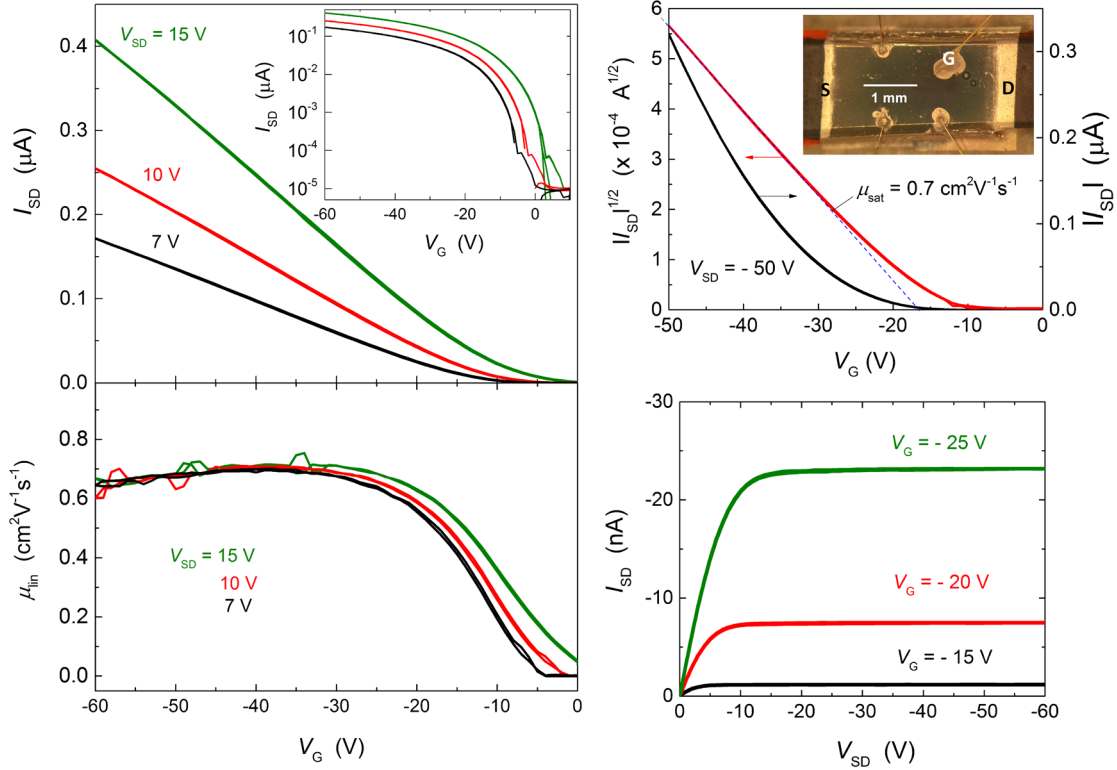 V_SD = 15 V
10 V
7 V
I_SD (μA)
0.4
0.3
0.2
0.1
0.0
I_SD (μA)
10⁻¹
10⁻²
10⁻³
10⁻⁴
10⁻⁵
-60 -40 -20 0
V_G (V)
μ_lin (cm²V⁻¹s⁻¹)
0.8
0.6
0.4
0.2
0.0
V_SD = 15 V
10 V
7 V
-60 -50 -40 -30 -20 -10 0
V_G (V)
|I_SD|^1/2 (x 10⁻⁴ A^1/2)
6
5
4
3
2
1
0
G
S
D
1 mm
μ_sat = 0.7 cm²V⁻¹s⁻¹
V_SD = - 50 V
0.3
0.2
0.1
0.0
|I_SD| (μA)
-50 -40 -30 -20 -10 0
V_G (V)
I_SD (nA)
-30
-20
-10
0
V_G = - 25 V
V_G = - 20 V
V_G = - 15 V
0 -10 -20 -30 -40 -50 -60
V_SD (V)